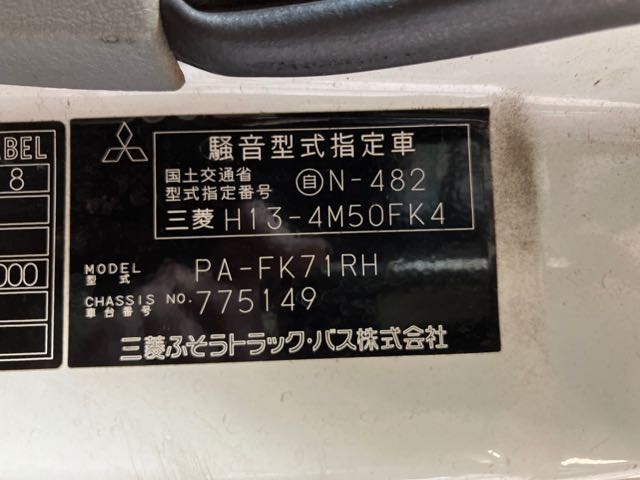 ABEL
8
000
騒音型式指定車
国土交通省
型式指定番号 自N-482
三菱 H13-4M50FK4
MODEL 型式 PA-FK71RH
CHASSIS NO. 車台番号 775149
三菱ふそうトラック・バス株式会社